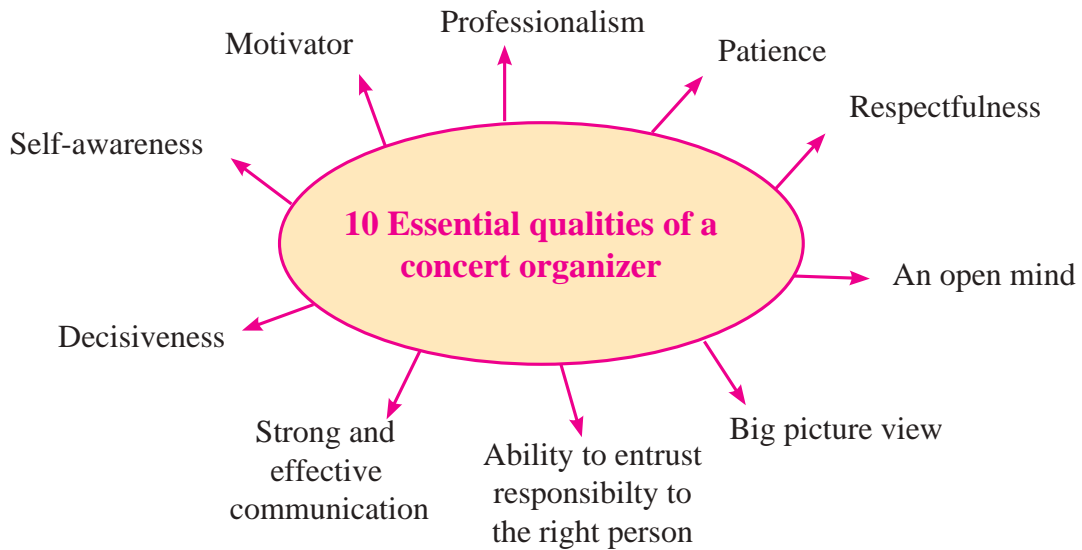 Professionalism
Motivator
Patience
Respectfulness
Self-awareness
10 Essential qualities of a
concert organizer
An open mind
Decisiveness
Big picture view
Strong and
effective
communication
Ability to entrust
responsibilty to
the right person